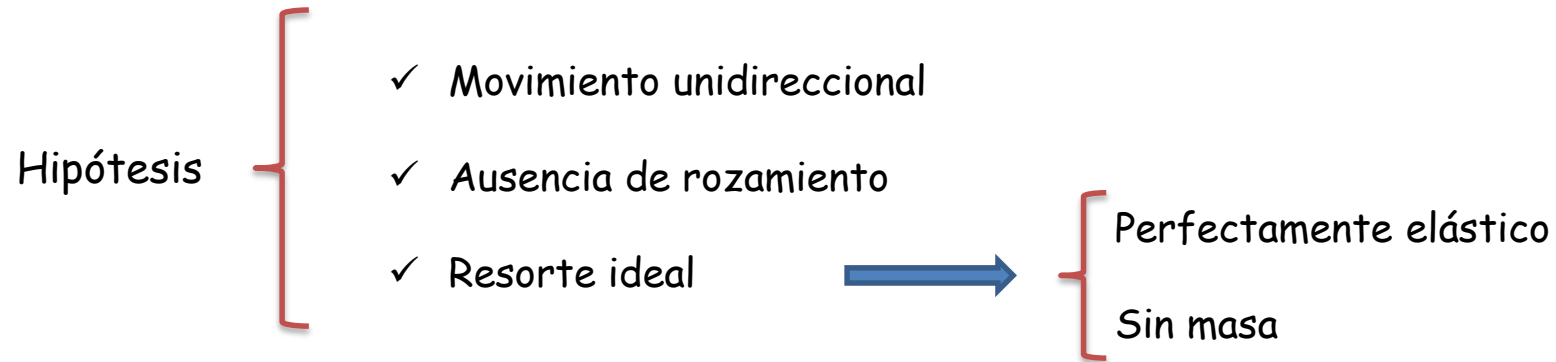 Hipótesis
✓ Movimiento unidireccional
✓ Ausencia de rozamiento
✓ Resorte ideal
Perfectamente elástico
Sin masa